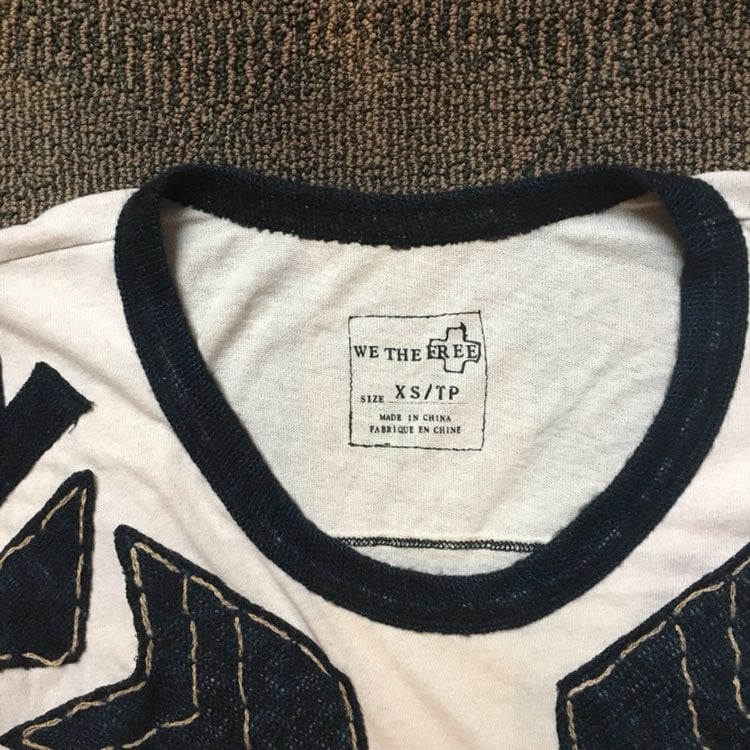 WE THE FREE
SIZE XS/TP
MADE IN CHINA
FABRIQUE EN CHINE